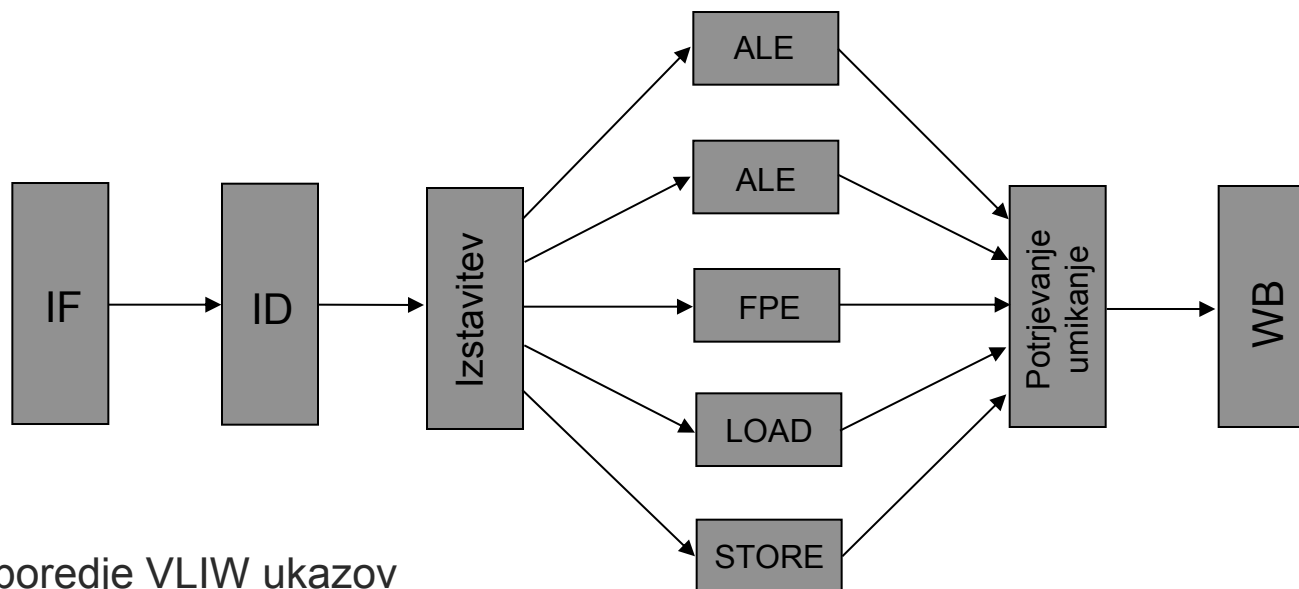 IF
ID
Izstavitev
ALE
ALE
FPE
LOAD
STORE
Potrjevanje
umikanje
WB
VLIW ukazov